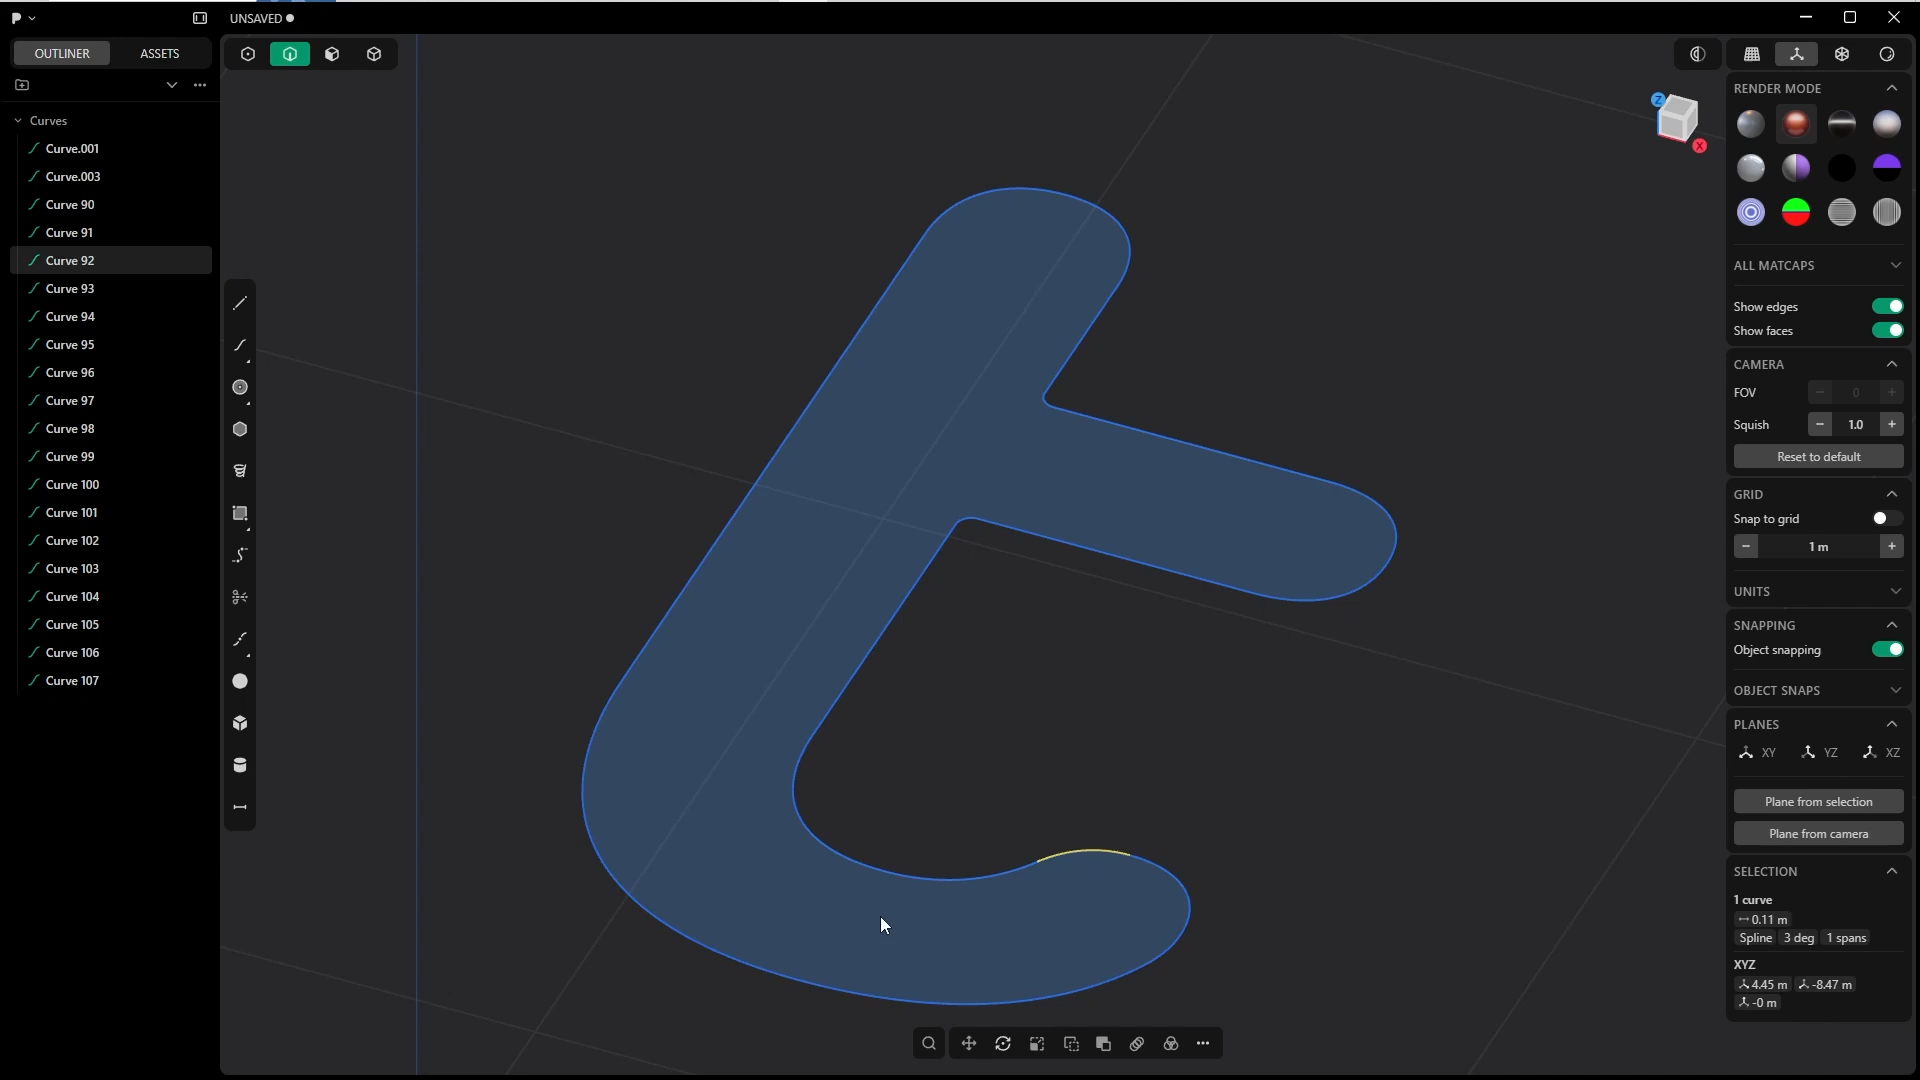 UNSAVED
OUTLINER
ASSETS
Curves
Curve.001
Curve.003
Curve 90
Curve 91
Curve 92
Curve 93
Curve 94
Curve 95
Curve 96
Curve 97
Curve 98
Curve 99
Curve 100
Curve 101
Curve 102
Curve 103
Curve 104
Curve 105
Curve 106
Curve 107
Z
X
RENDER MODE
ALL MATCAPS
Show edges
Show faces
CAMERA
FOV − 0 +
Squish − 1.0 +
Reset to default
GRID
Snap to grid
− 1 m +
UNITS
SNAPPING
Object snapping
OBJECT SNAPS
PLANES
XY YZ XZ
Plane from selection
Plane from camera
SELECTION
1 curve
0.11 m
Spline 3 deg 1 spans
XYZ
4.45 m -8.47 m
-0 m